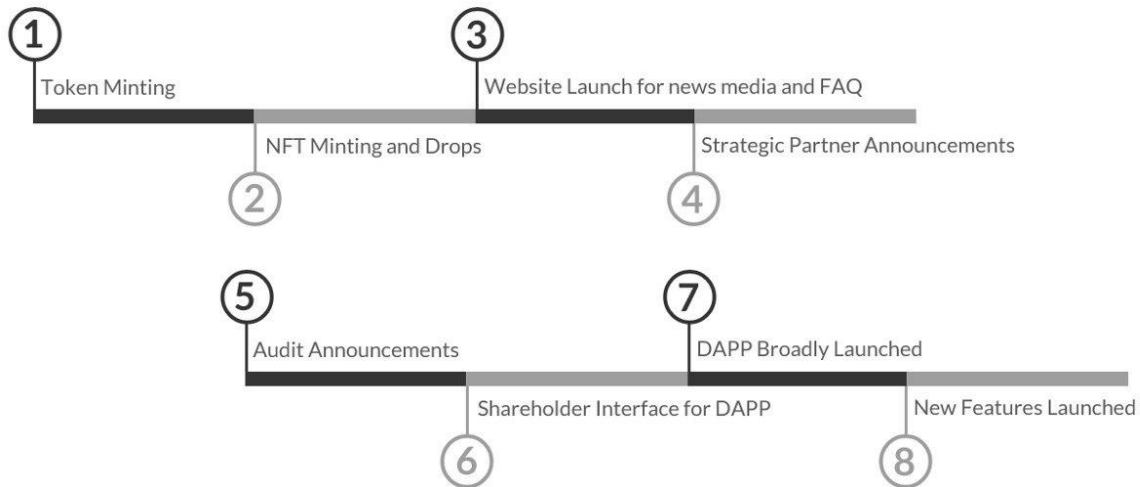 1
Token Minting
2
NFT Minting and Drops
3
Website Launch for news media and FAQ
4
Strategic Partner Announcements
5
Audit Announcements
6
Shareholder Interface for DAPP
7
DAPP Broadly Launched
8
New Features Launched